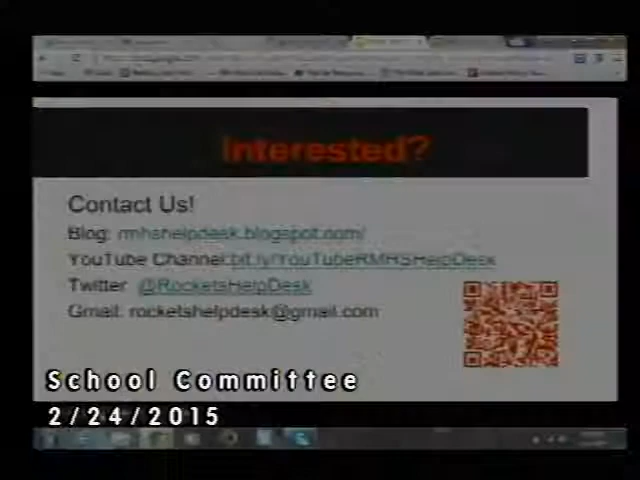 Interested?
Contact Us!
Blog: rmhshelpdesk.blogspot.com/
YouTube Channel:bit.ly/YouTubeRMHSHelpDesk
Twitter @RocketsHelpDesk
Gmail: rocketshelpdesk@gmail.com
School Committee
2/24/2015